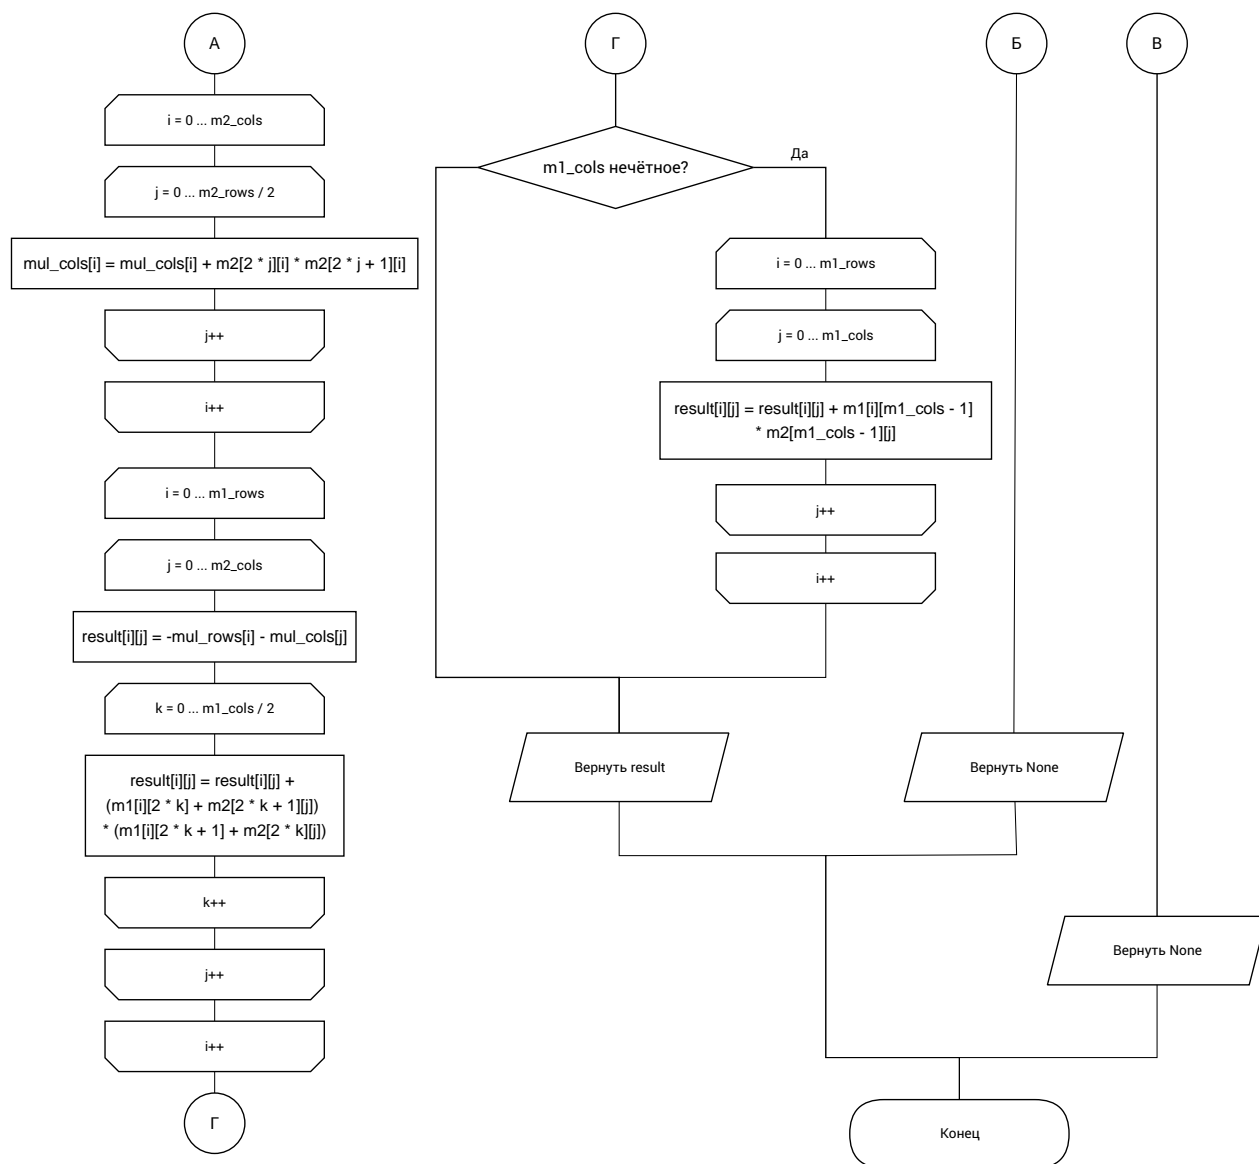 А
i = 0 ... m2_cols
j = 0 ... m2_rows / 2
mul_cols[i] = mul_cols[i] + m2[2 * j][i] * m2[2 * j + 1][i]
j++
i++
i = 0 ... m1_rows
j = 0 ... m2_cols
result[i][j] = -mul_rows[i] - mul_cols[j]
k = 0 ... m1_cols / 2
result[i][j] = result[i][j] +
(m1[i][2 * k] + m2[2 * k + 1][j])
* (m1[i][2 * k + 1] + m2[2 * k][j])
k++
j++
i++
Г
Г
m1_cols нечётное?
Да
i = 0 ... m1_rows
j = 0 ... m1_cols
result[i][j] = result[i][j] + m1[i][m1_cols - 1]
* m2[m1_cols - 1][j]
j++
i++
Вернуть result
Б
Вернуть None
В
Вернуть None
Конец